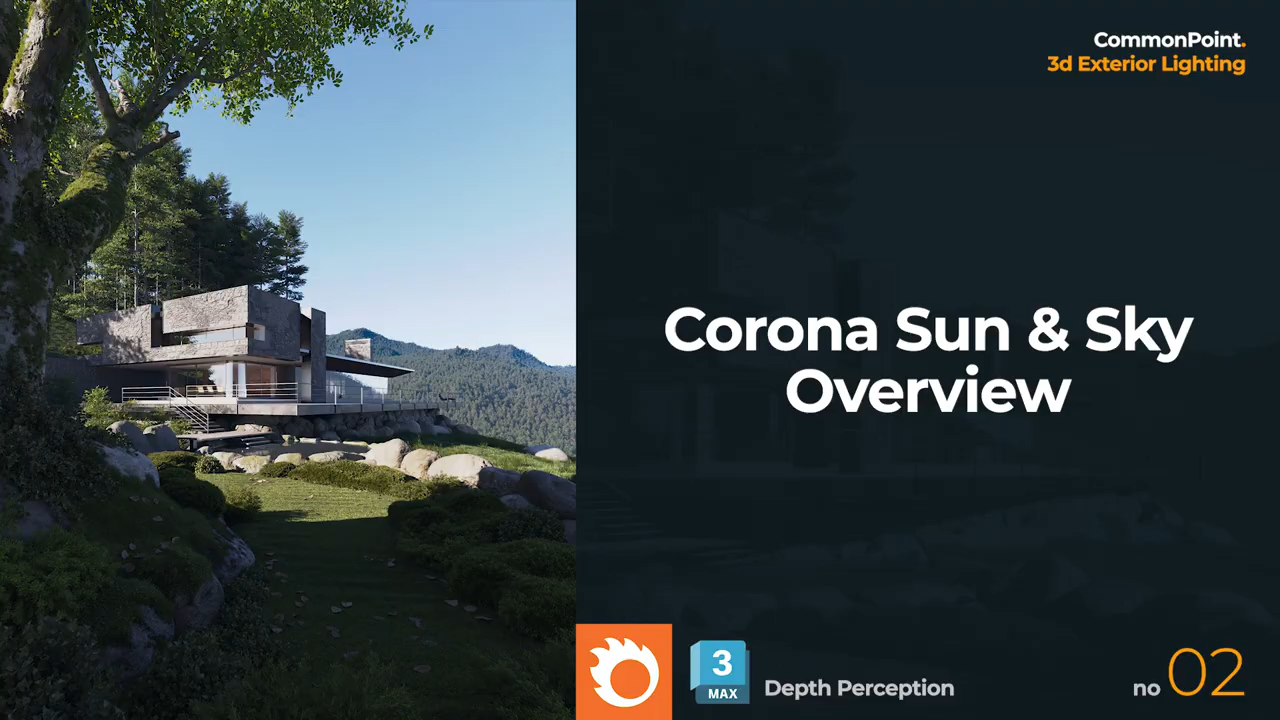 CommonPoint.
3d Exterior Lighting
Corona Sun & Sky
Overview
3
MAX
Depth Perception
no 02